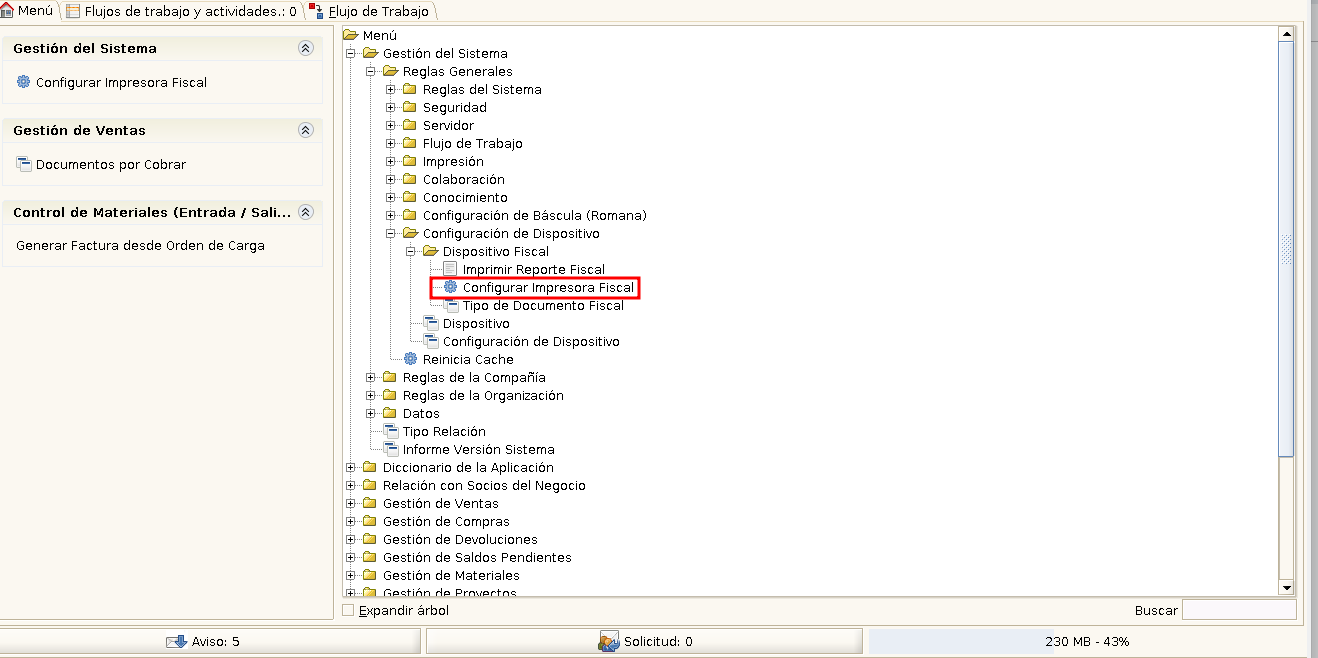 Menú
Flujos de trabajo y actividades.: 0
Flujo de Trabajo
Gestión del Sistema
Configurar Impresora Fiscal
Gestión de Ventas
Documentos por Cobrar
Control de Materiales (Entrada / Sali...
Generar Factura desde Orden de Carga
Menú
Gestión del Sistema
Reglas Generales
Reglas del Sistema
Seguridad
Servidor
Flujo de Trabajo
Impresión
Colaboración
Conocimiento
Configuración de Báscula (Romana)
Configuración de Dispositivo
Dispositivo Fiscal
Imprimir Reporte Fiscal
Configurar Impresora Fiscal
Tipo de Documento Fiscal
Dispositivo
Configuración de Dispositivo
Reinicia Cache
Reglas de la Compañía
Reglas de la Organización
Datos
Tipo Relación
Informe Versión Sistema
Diccionario de la Aplicación
Relación con Socios del Negocio
Gestión de Ventas
Gestión de Compras
Gestión de Devoluciones
Gestión de Saldos Pendientes
Gestión de Materiales
Gestión de Proyectos
Expandir árbol
Buscar
Aviso: 5
Solicitud: 0
230 MB - 43%